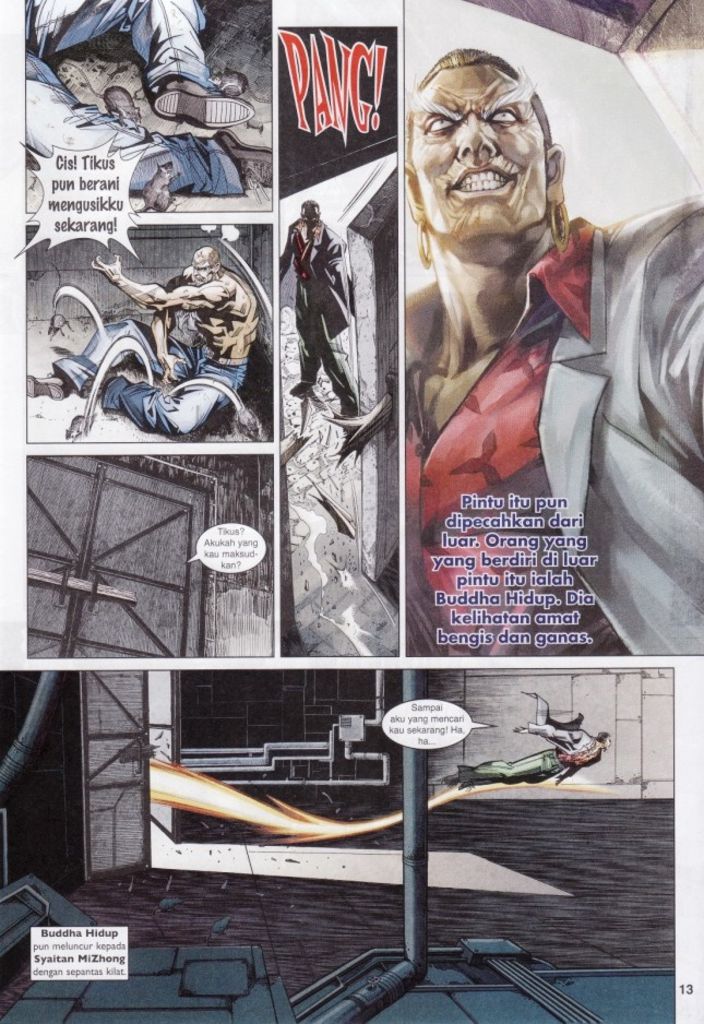 Cis! Tikus
pun berani
mengusikku
sekarang!
Tikus?
Akukah yang
kau maksud-
kan?
PANG!
Pintu itu pun
dipecahkan dari
luar. Orang yang
yang berdiri di luar
pintu itu ialah
Buddha Hidup. Dia
kelihatan amat
bengis dan ganas.
Sampai
aku yang mencari
kau sekarang! Ha,
ha...
Buddha Hidup
pun meluncur kepada
Syaitan MiZhong
dengan sepantas kilat.
13